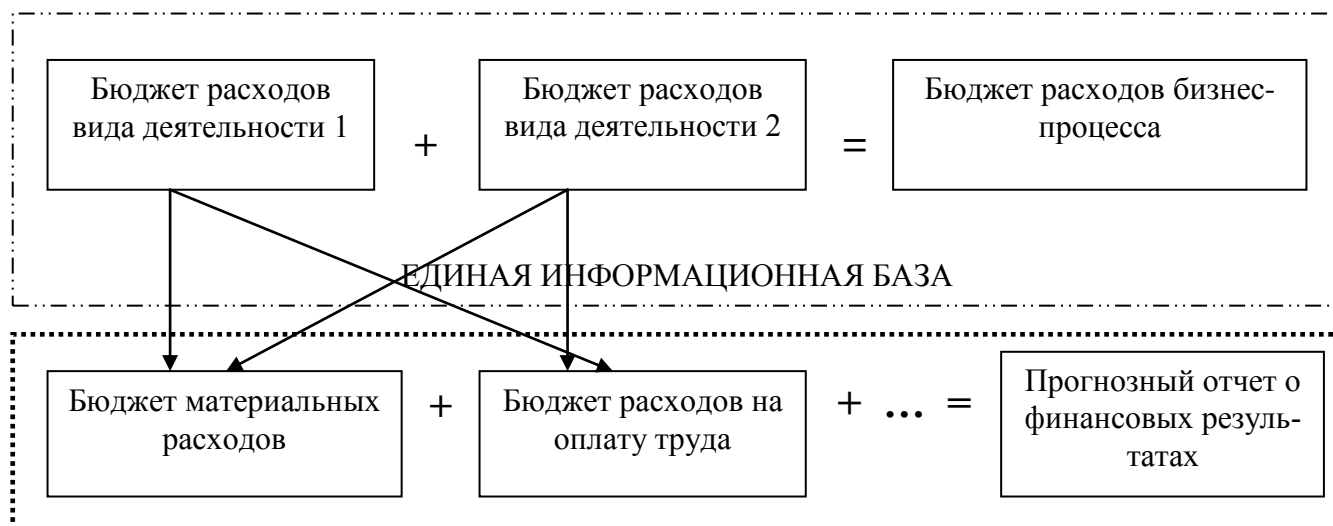 Бюджет расходов
вида деятельности 1
+
Бюджет расходов
вида деятельности 2
=
Бюджет расходов бизнес-
процесса
ЕДИНАЯ ИНФОРМАЦИОННАЯ БАЗА
Бюджет материальных
расходов
+
Бюджет расходов на
оплату труда
+ ... =
Прогнозный отчет о
финансовых резуль-
татах